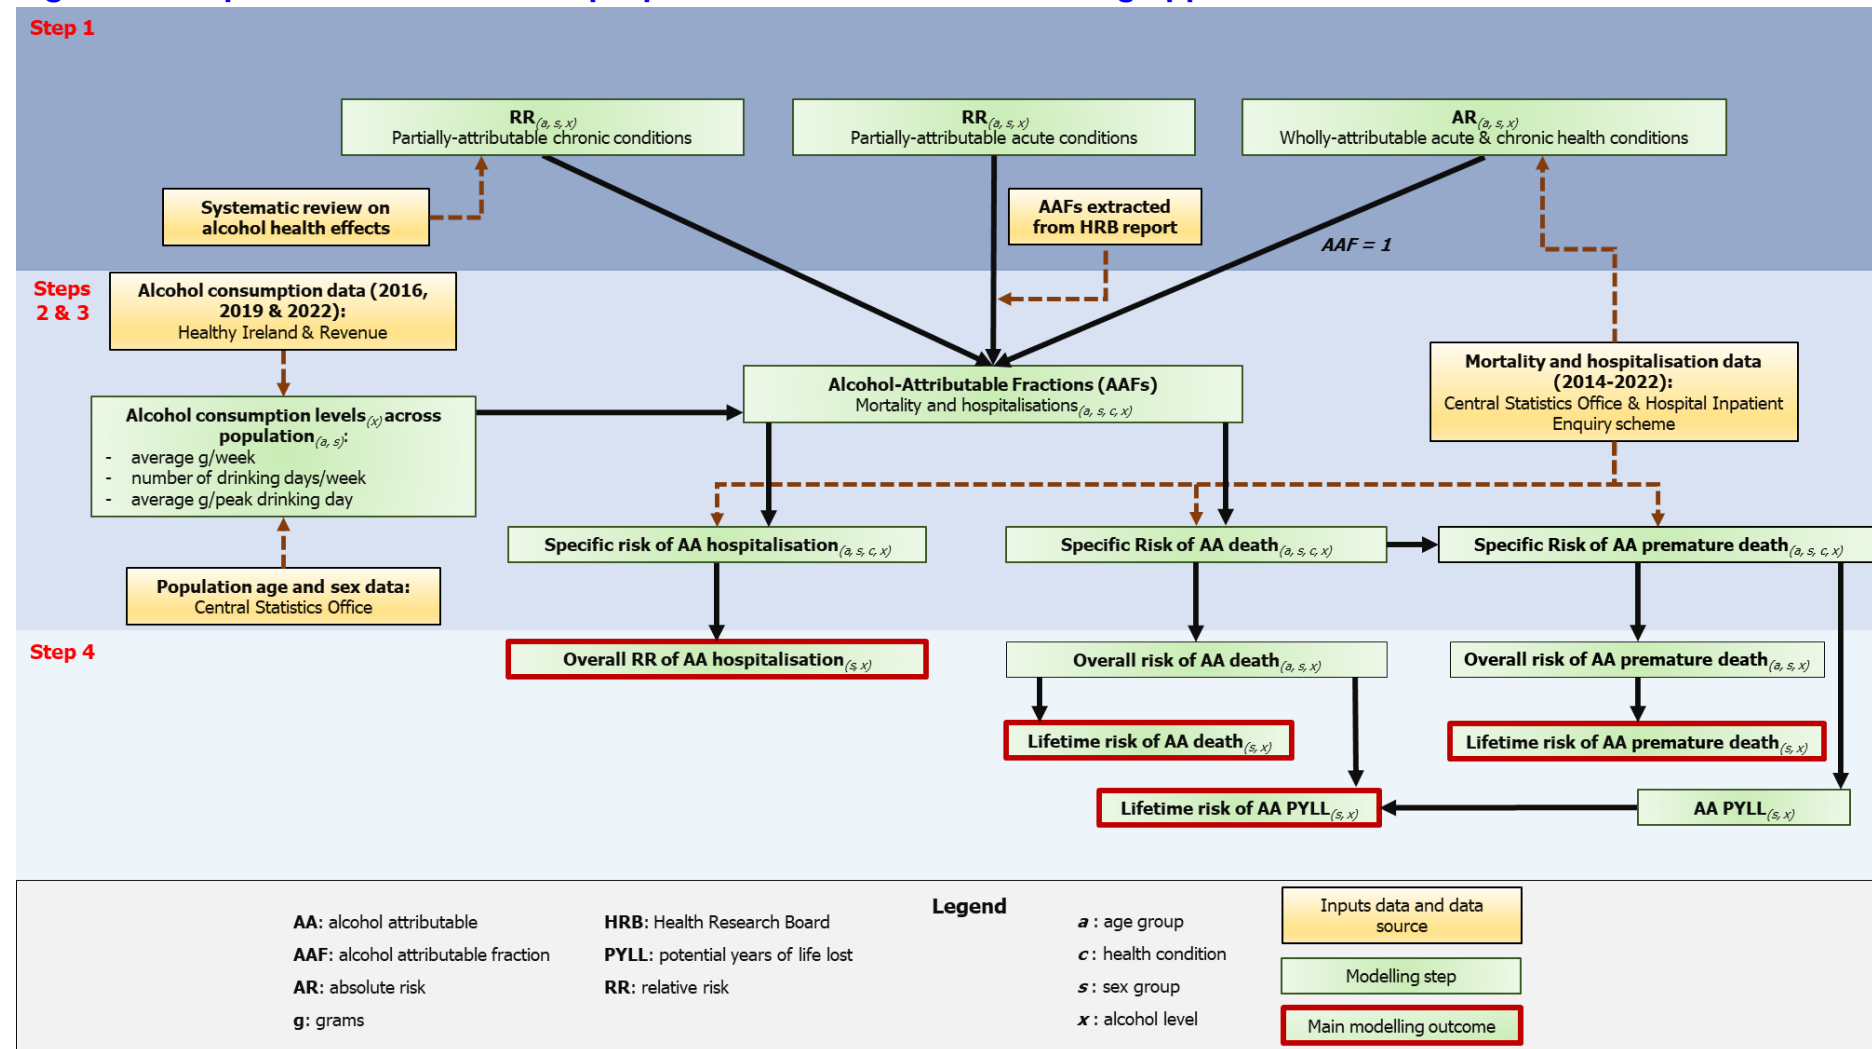 Step 1
RR(a, s, x)
Partially-attributable chronic conditions
RR(a, s, x)
Partially-attributable acute conditions
AR(a, s, x)
Wholly-attributable acute & chronic health conditions
Systematic review on
alcohol health effects
AAFs extracted
from HRB report
AAF = 1
Steps
2 & 3
Alcohol consumption data (2016,
2019 & 2022):
Healthy Ireland & Revenue
Mortality and hospitalisation data
(2014-2022):
Central Statistics Office & Hospital Inpatient
Enquiry scheme
Alcohol-Attributable Fractions (AAFs)
Mortality and hospitalisations(a, s, c, x)
Alcohol consumption levels(x) across
population(a, s):
- average g/week
- number of drinking days/week
- average g/peak drinking day
Specific risk of AA hospitalisation(a, s, c, x)
Specific Risk of AA death(a, s, c, x)
Specific Risk of AA premature death(a, s, c, x)
Population age and sex data:
Central Statistics Office
Step 4
Overall RR of AA hospitalisation(s, x)
Overall risk of AA death(a, s, x)
Overall risk of AA premature death(a, s, x)
Lifetime risk of AA death(s, x)
Lifetime risk of AA premature death(s, x)
Lifetime risk of AA PYLL(s, x)
AA PYLL(s, x)
Legend
AA: alcohol attributable
AAF: alcohol attributable fraction
AR: absolute risk
g: grams
HRB: Health Research Board
PYLL: potential years of life lost
RR: relative risk
a : age group
c : health condition
s : sex group
x : alcohol level
Inputs data and data
source
Modelling step
Main modelling outcome